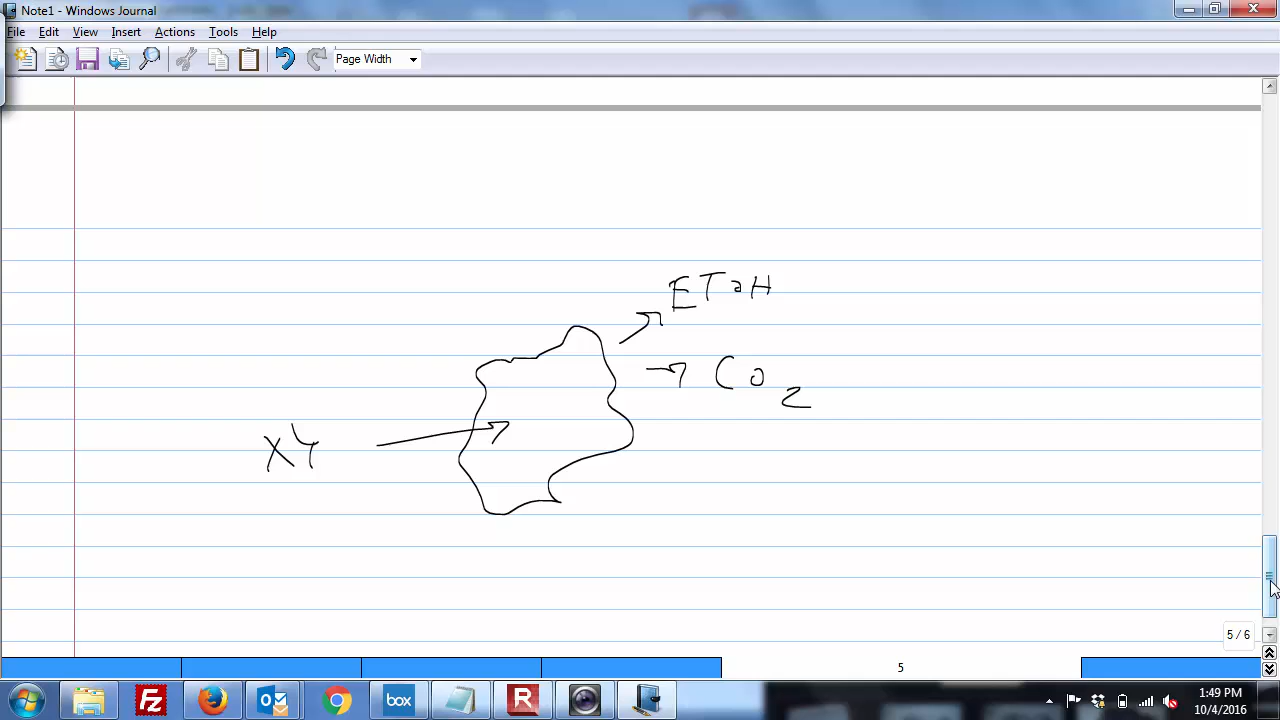 Note1 - Windows Journal
File Edit View Insert Actions Tools Help
Page Width
ETOH
CO2
XY
5 / 6
5
box
R
1:49 PM
10/4/2016